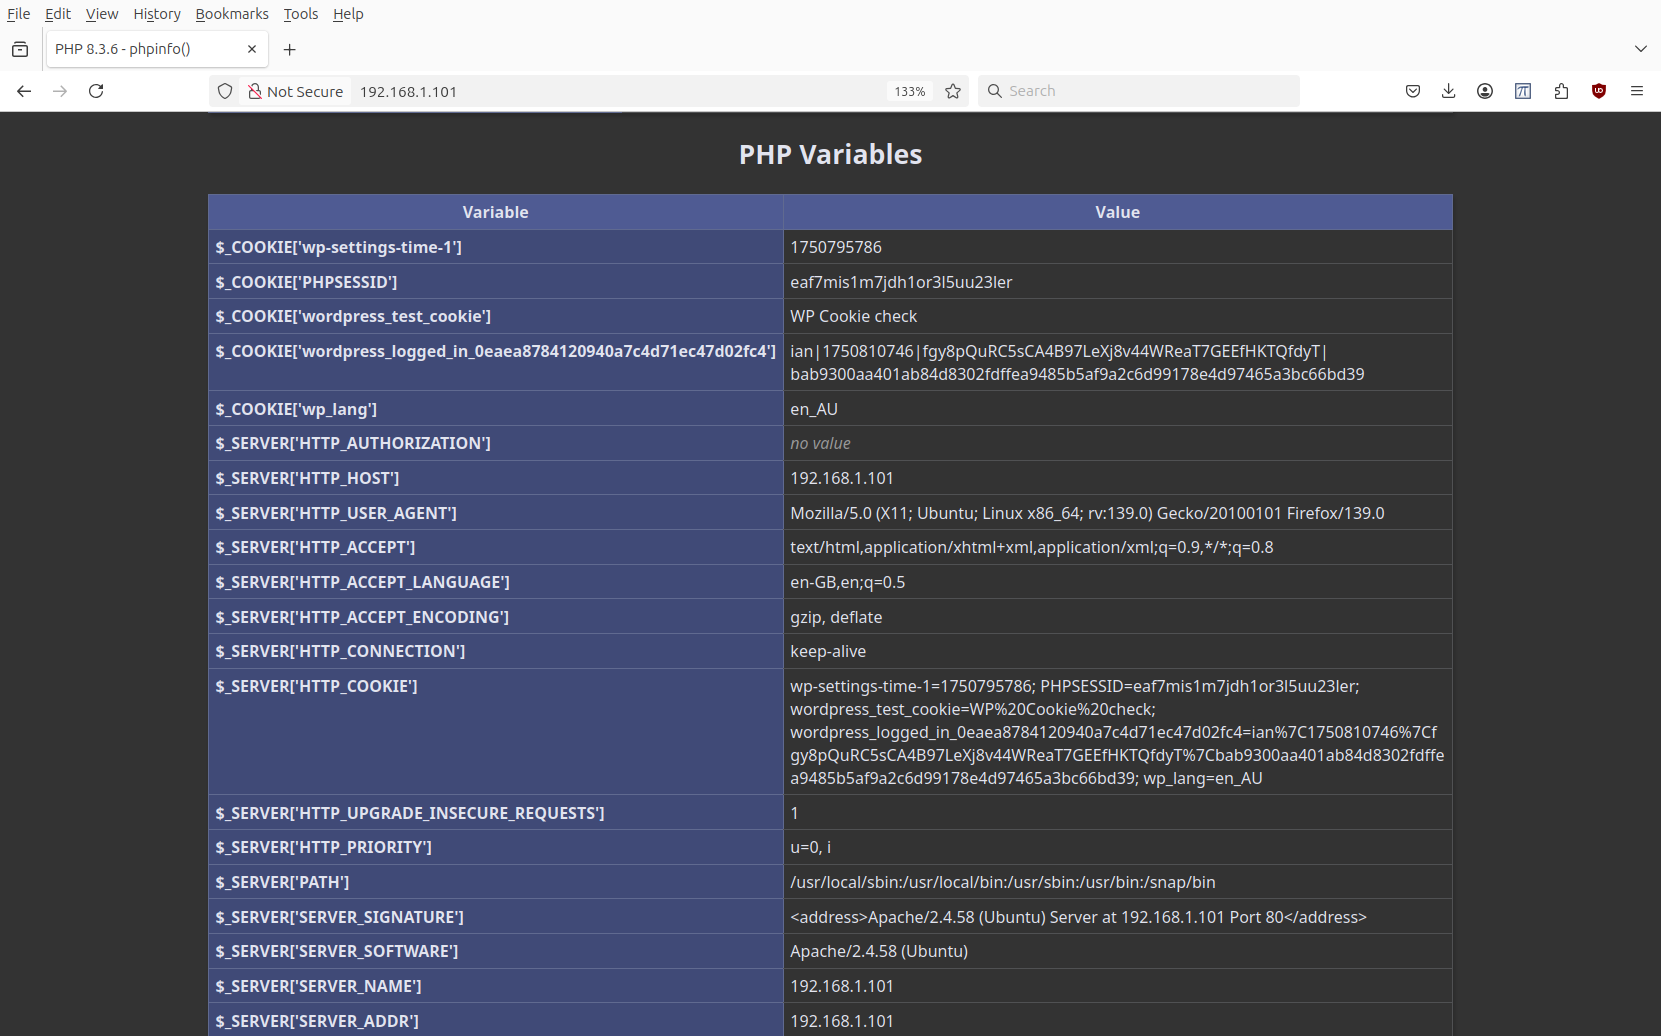 File Edit View History Bookmarks Tools Help
PHP 8.3.6 - phpinfo()
Not Secure 192.168.1.101 133% Search
PHP Variables
Variable Value
$_COOKIE['wp-settings-time-1'] 1750795786
$_COOKIE['PHPSESSID'] eaf7mis1m7jdh1or3l5uu23ler
$_COOKIE['wordpress_test_cookie'] WP Cookie check
$_COOKIE['wordpress_logged_in_0eaea8784120940a7c4d71ec47d02fc4'] ian|1750810746|fgy8pQuRC5sCA4B97LeXj8v44WReaT7GEEfHKTQfdyT|
bab9300aa401ab84d8302fdffea9485b5af9a2c6d99178e4d97465a3bc66bd39
$_COOKIE['wp_lang'] en_AU
$_SERVER['HTTP_AUTHORIZATION'] no value
$_SERVER['HTTP_HOST'] 192.168.1.101
$_SERVER['HTTP_USER_AGENT'] Mozilla/5.0 (X11; Ubuntu; Linux x86_64; rv:139.0) Gecko/20100101 Firefox/139.0
$_SERVER['HTTP_ACCEPT'] text/html,application/xhtml+xml,application/xml;q=0.9,*/*;q=0.8
$_SERVER['HTTP_ACCEPT_LANGUAGE'] en-GB,en;q=0.5
$_SERVER['HTTP_ACCEPT_ENCODING'] gzip, deflate
$_SERVER['HTTP_CONNECTION'] keep-alive
$_SERVER['HTTP_COOKIE'] wp-settings-time-1=1750795786; PHPSESSID=eaf7mis1m7jdh1or3l5uu23ler;
wordpress_test_cookie=WP%20Cookie%20check;
wordpress_logged_in_0eaea8784120940a7c4d71ec47d02fc4=ian%7C1750810746%7Cf
gy8pQuRC5sCA4B97LeXj8v44WReaT7GEEfHKTQfdyT%7Cbab9300aa401ab84d8302fdffe
a9485b5af9a2c6d99178e4d97465a3bc66bd39; wp_lang=en_AU
$_SERVER['HTTP_UPGRADE_INSECURE_REQUESTS'] 1
$_SERVER['HTTP_PRIORITY'] u=0, i
$_SERVER['PATH'] /usr/local/sbin:/usr/local/bin:/usr/sbin:/usr/bin:/snap/bin
$_SERVER['SERVER_SIGNATURE'] <address>Apache/2.4.58 (Ubuntu) Server at 192.168.1.101 Port 80</address>
$_SERVER['SERVER_SOFTWARE'] Apache/2.4.58 (Ubuntu)
$_SERVER['SERVER_NAME'] 192.168.1.101
$_SERVER['SERVER_ADDR'] 192.168.1.101